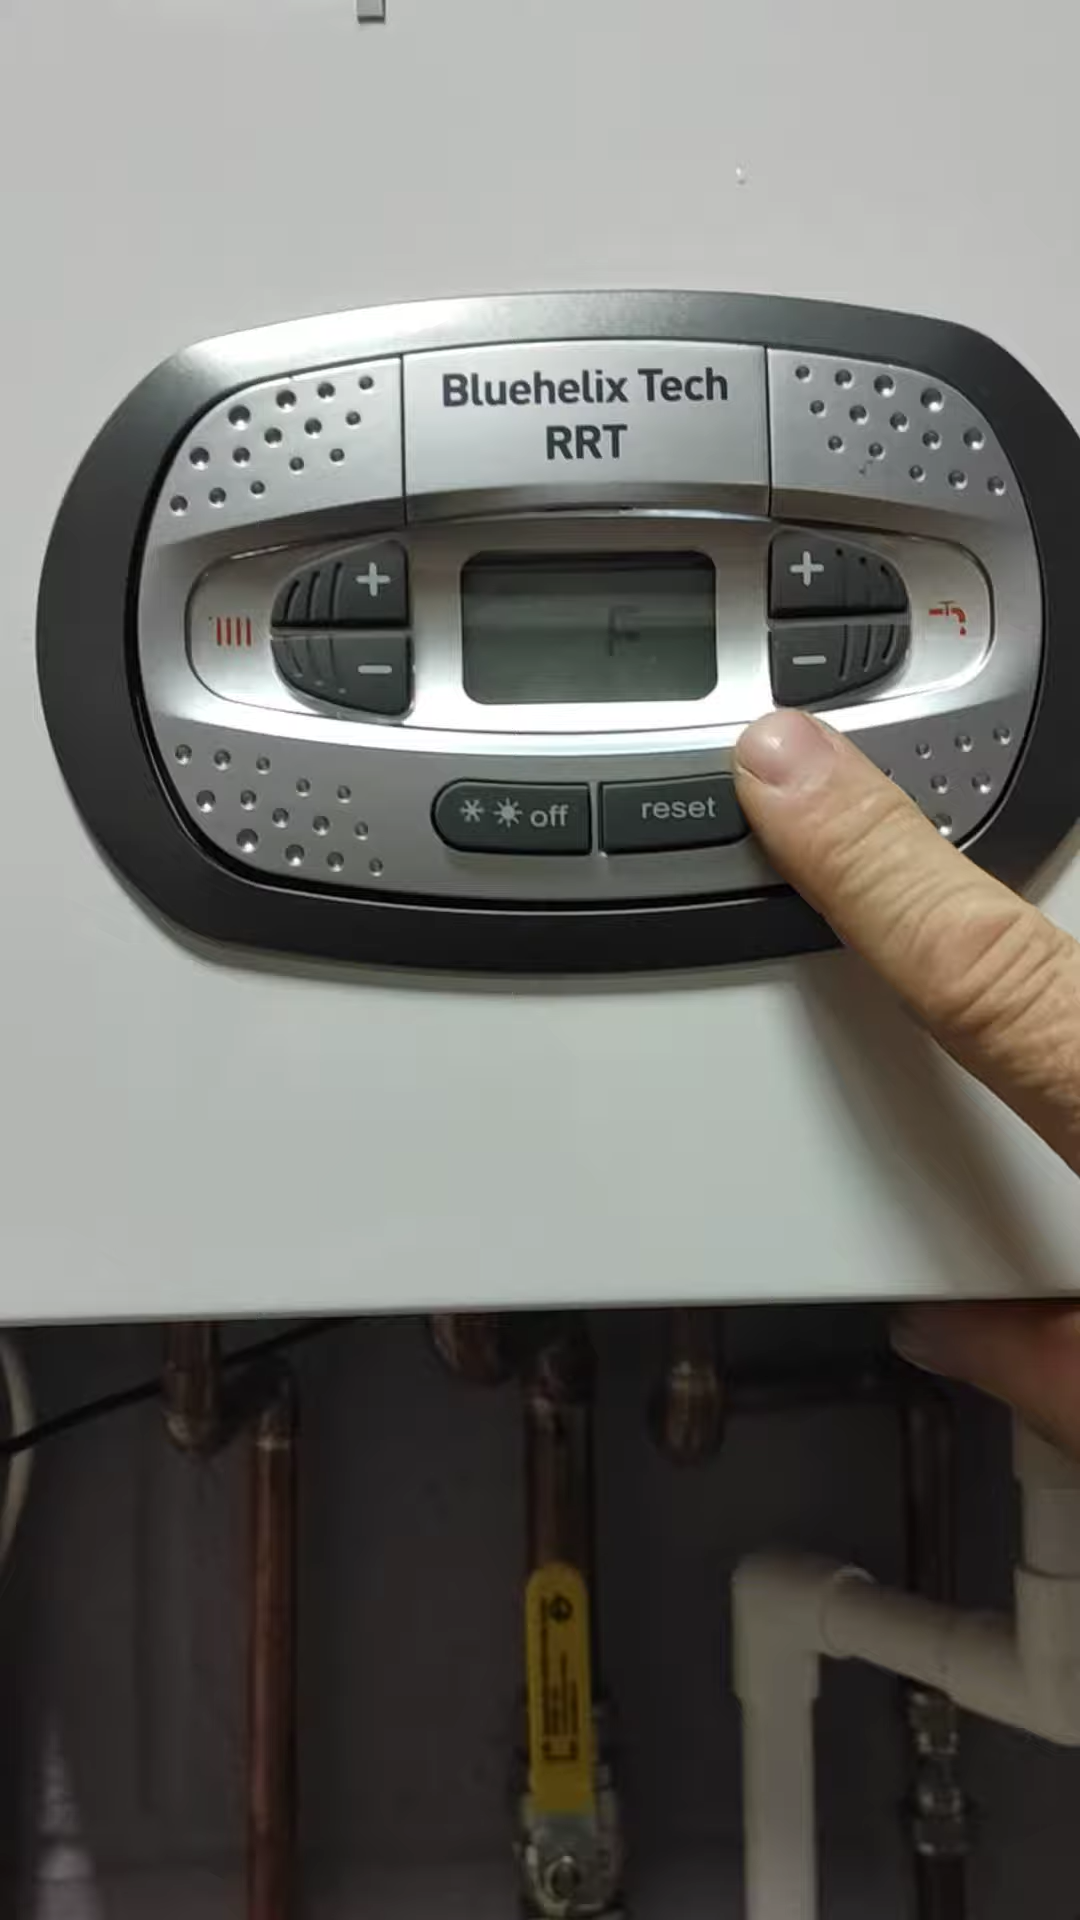 Bluehelix Tech
RRT
+
+
-
-
off
reset